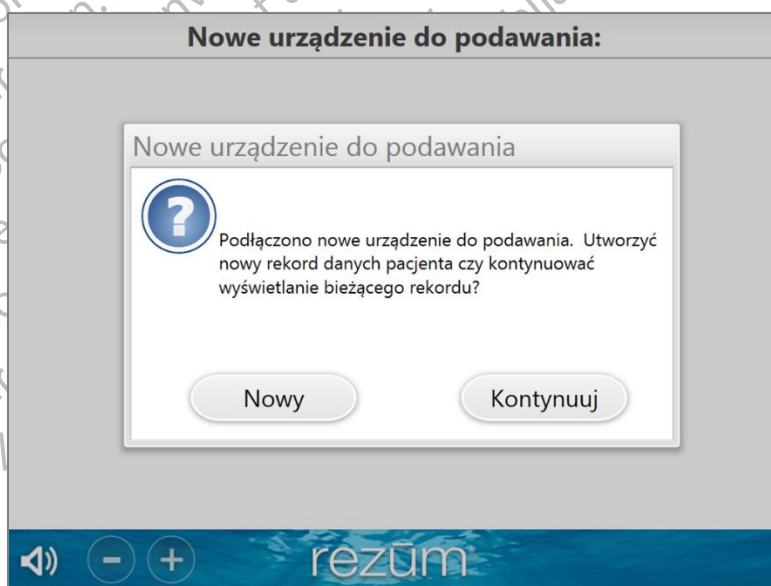 Nowe urządzenie do podawania:
Nowe urządzenie do podawania
Podłączono nowe urządzenie do podawania. Utworzyć
nowy rekord danych pacjenta czy kontynuować
wyświetlanie bieżącego rekordu?
Nowy
Kontynuuj
rezūm